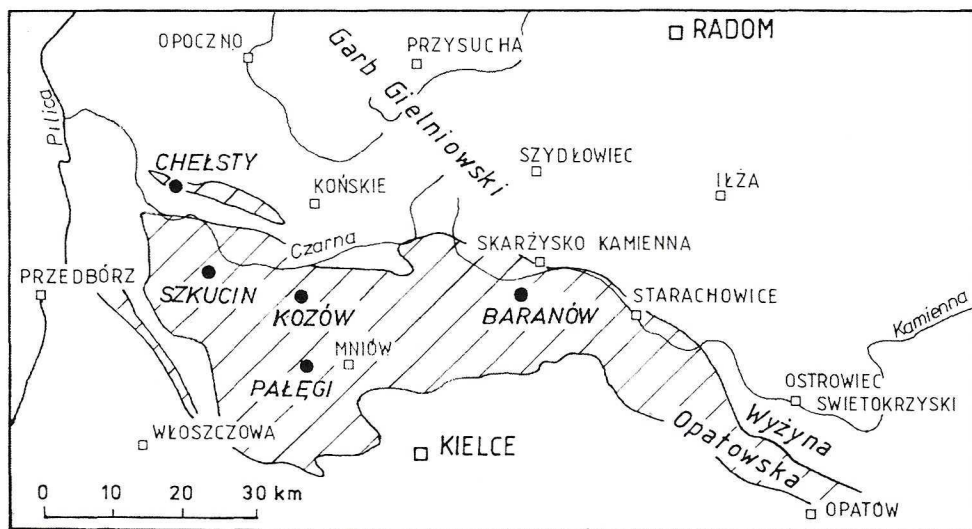 OPOCZNO
PRZYSUCHA
RADOM
Garb Gielniowski
Pilica
CHEŁSTY
KOŃSKIE
SZYDŁOWIEC
IŁŻA
Czarna
SKARŻYSKO KAMIENNA
PRZEDBÓRZ
SZKUCIN
KOZÓW
BARANÓW
STARACHOWICE
Kamienna
MNIÓW
PAŁĘGI
OSTROWIEC
SWIETOKRZYSKI
WŁOSZCZOWA
KIELCE
Wyżyna
Opatowska
OPATÓW
0 10 20 30 km